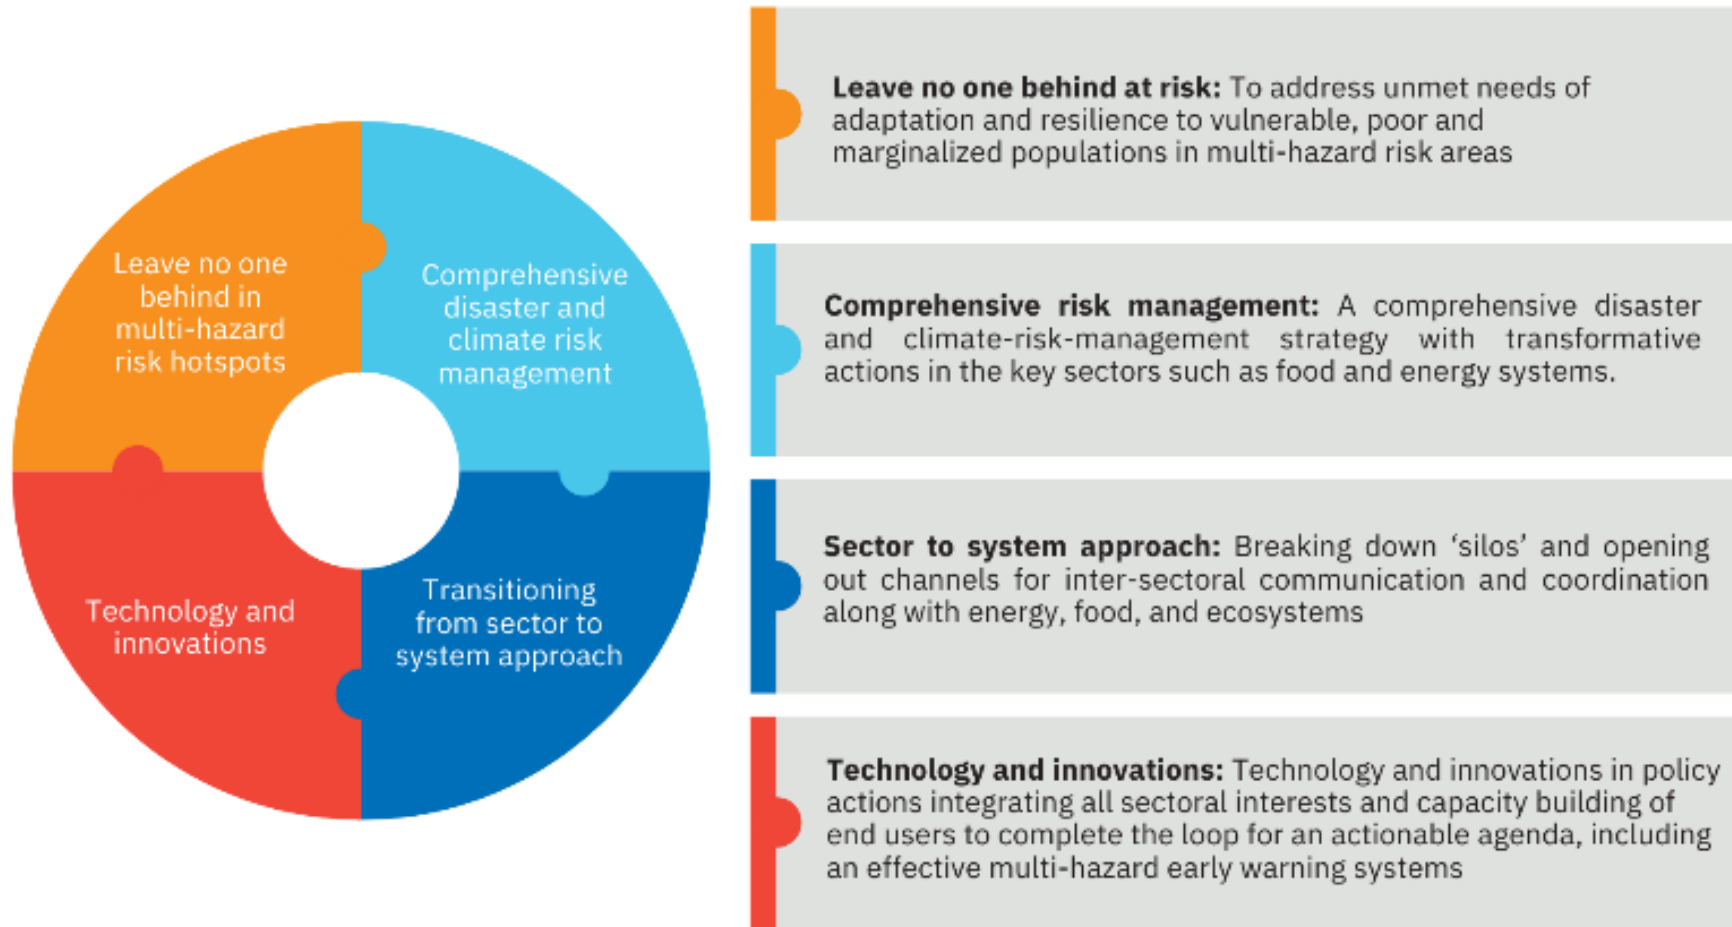 Leave no one
behind in
multi-hazard
risk hotspots
Comprehensive
disaster and
climate risk
management
Technology and
innovations
Transitioning
from sector to
system approach
Leave no one behind at risk: To address unmet needs of
adaptation and resilience to vulnerable, poor and
marginalized populations in multi-hazard risk areas
Comprehensive risk management: A comprehensive disaster
and climate-risk-management strategy with transformative
actions in the key sectors such as food and energy systems.
Sector to system approach: Breaking down ‘silos’ and opening
out channels for inter-sectoral communication and coordination
along with energy, food, and ecosystems
Technology and innovations: Technology and innovations in policy
actions integrating all sectoral interests and capacity building of
end users to complete the loop for an actionable agenda, including
an effective multi-hazard early warning systems